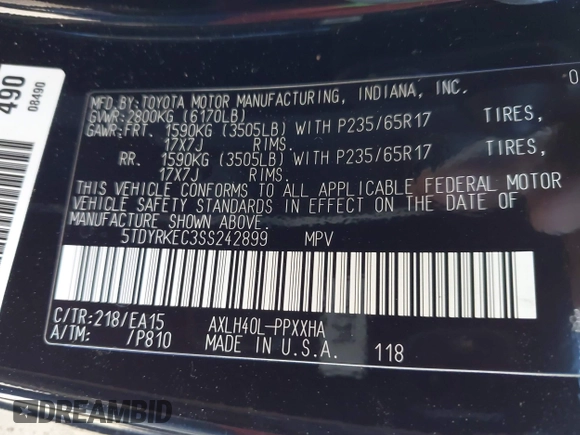 490
08490
0
MFD. BY: TOYOTA MOTOR MANUFACTURING, INDIANA, INC.
GVWR: 2800KG (6170LB)
GAWR: FRT. 1590KG (3505LB) WITH P235/65R17 TIRES,
17X7J RIMS.
RR. 1590KG (3505LB) WITH P235/65R17 TIRES,
17X7J RIMS.
THIS VEHICLE CONFORMS TO ALL APPLICABLE FEDERAL MOTOR
VEHICLE SAFETY STANDARDS IN EFFECT ON THE DATE OF
MANUFACTURE SHOWN ABOVE.
5TDYRKEC3SS242899 MPV
C/TR: 218/EA15 AXLH40L-PPXXHA
A/TM: /P810 MADE IN U.S.A. 118
DREAMBID